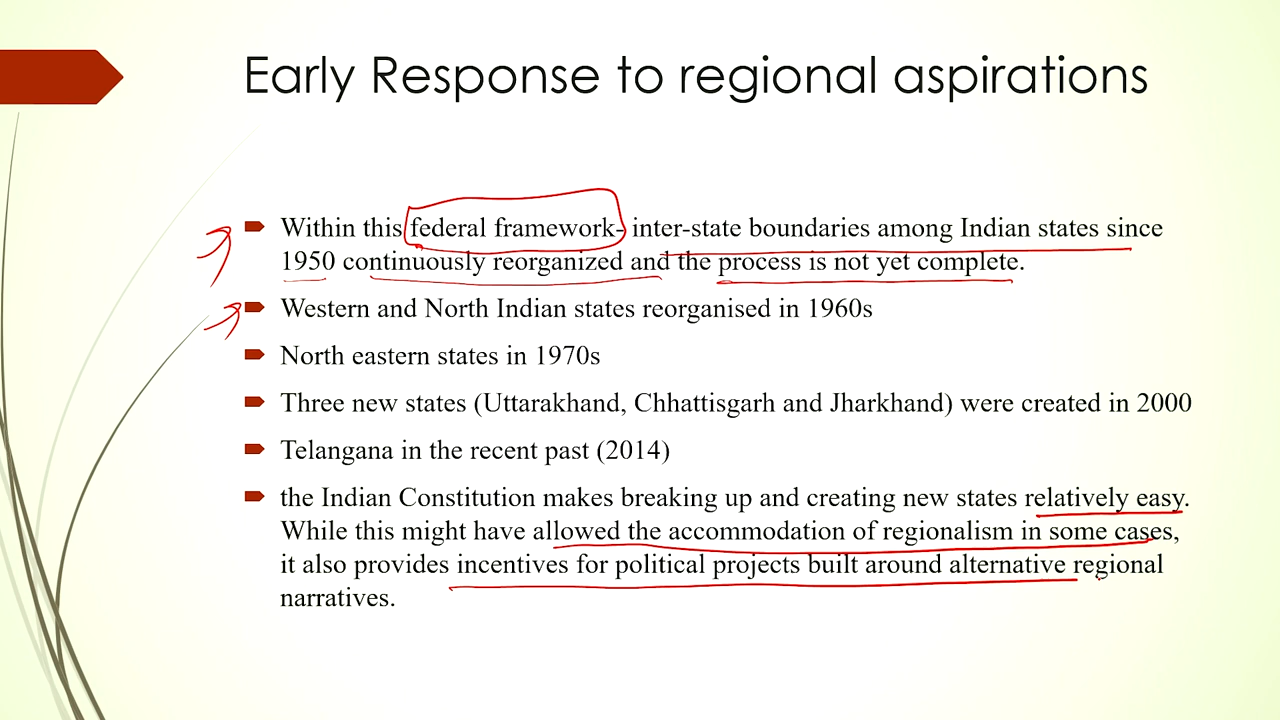 Early Response to regional aspirations
Within this federal framework- inter-state boundaries among Indian states since
1950 continuously reorganized and the process is not yet complete.
Western and North Indian states reorganised in 1960s
North eastern states in 1970s
Three new states (Uttarakhand, Chhattisgarh and Jharkhand) were created in 2000
Telangana in the recent past (2014)
the Indian Constitution makes breaking up and creating new states relatively easy.
While this might have allowed the accommodation of regionalism in some cases,
it also provides incentives for political projects built around alternative regional
narratives.